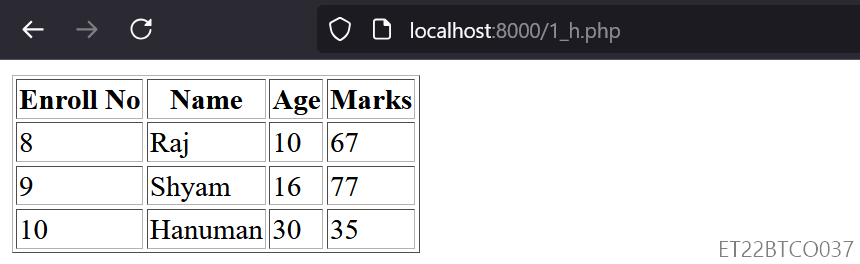 localhost:8000/1_h.php
Enroll No Name Age Marks
8 Raj 10 67
9 Shyam 16 77
10 Hanuman 30 35
ET22BTCO037